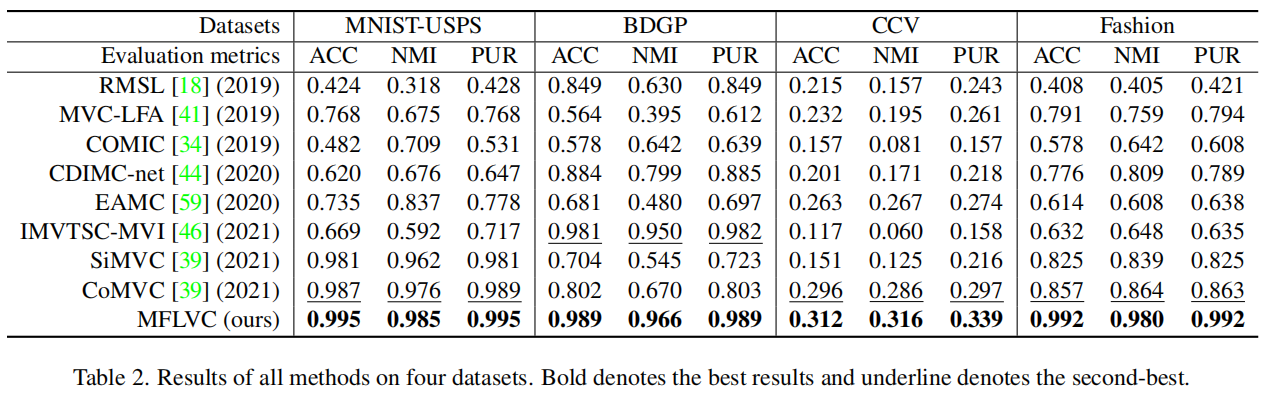 Datasets MNIST-USPS BDGP CCV Fashion
Evaluation metrics ACC NMI PUR ACC NMI PUR ACC NMI PUR ACC NMI PUR
RMSL [18] (2019) 0.424 0.318 0.428 0.849 0.630 0.849 0.215 0.157 0.243 0.408 0.405 0.421
MVC-LFA [41] (2019) 0.768 0.675 0.768 0.564 0.395 0.612 0.232 0.195 0.261 0.791 0.759 0.794
COMIC [34] (2019) 0.482 0.709 0.531 0.578 0.642 0.639 0.157 0.081 0.157 0.578 0.642 0.608
CDIMC-net [44] (2020) 0.620 0.676 0.647 0.884 0.799 0.885 0.201 0.171 0.218 0.776 0.809 0.789
EAMC [59] (2020) 0.735 0.837 0.778 0.681 0.480 0.697 0.263 0.267 0.274 0.614 0.608 0.638
IMVTSC-MVI [46] (2021) 0.669 0.592 0.717 0.981 0.950 0.982 0.117 0.060 0.158 0.632 0.648 0.635
SiMVC [39] (2021) 0.981 0.962 0.981 0.704 0.545 0.723 0.151 0.125 0.216 0.825 0.839 0.825
CoMVC [39] (2021) 0.987 0.976 0.989 0.802 0.670 0.803 0.296 0.286 0.297 0.857 0.864 0.863
MFLVC (ours) 0.995 0.985 0.995 0.989 0.966 0.989 0.312 0.316 0.339 0.992 0.980 0.992
Table 2. Results of all methods on four datasets. Bold denotes the best results and underline denotes the second-best.